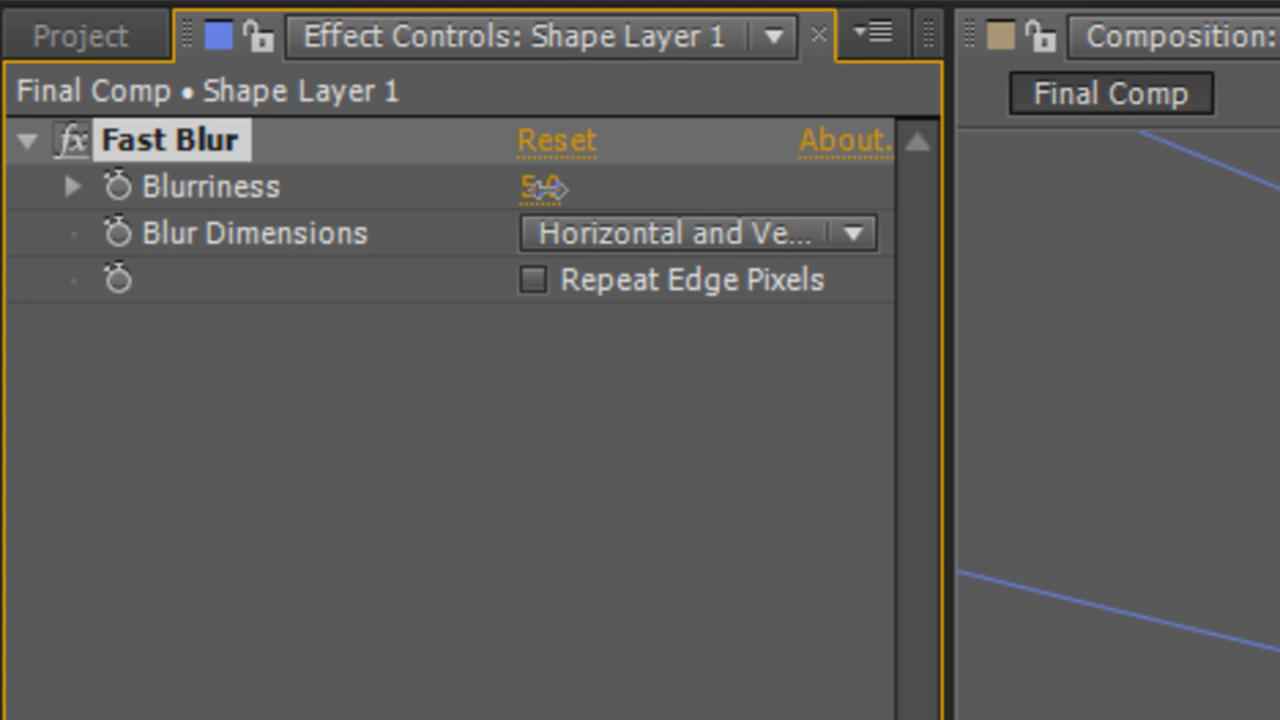 Project
Effect Controls: Shape Layer 1
Composition:
Final Comp • Shape Layer 1
Final Comp
fx Fast Blur Reset About.
Blurriness
Blur Dimensions Horizontal and Ve...
Repeat Edge Pixels